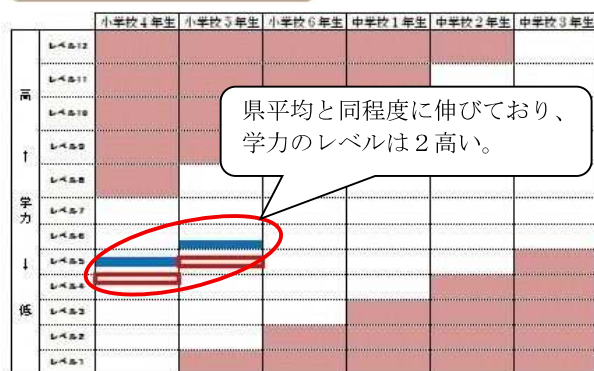 小学校4年生 小学校5年生 小学校6年生 中学校1年生 中学校2年生 中学校3年生
レベル12
レベル11
高
レベル10
県平均と同程度に伸びており、
学力のレベルは2高い。
レベル9
↑
レベル8
学力
レベル7
レベル6
↓
レベル5
レベル4
低
レベル3
レベル2
レベル1